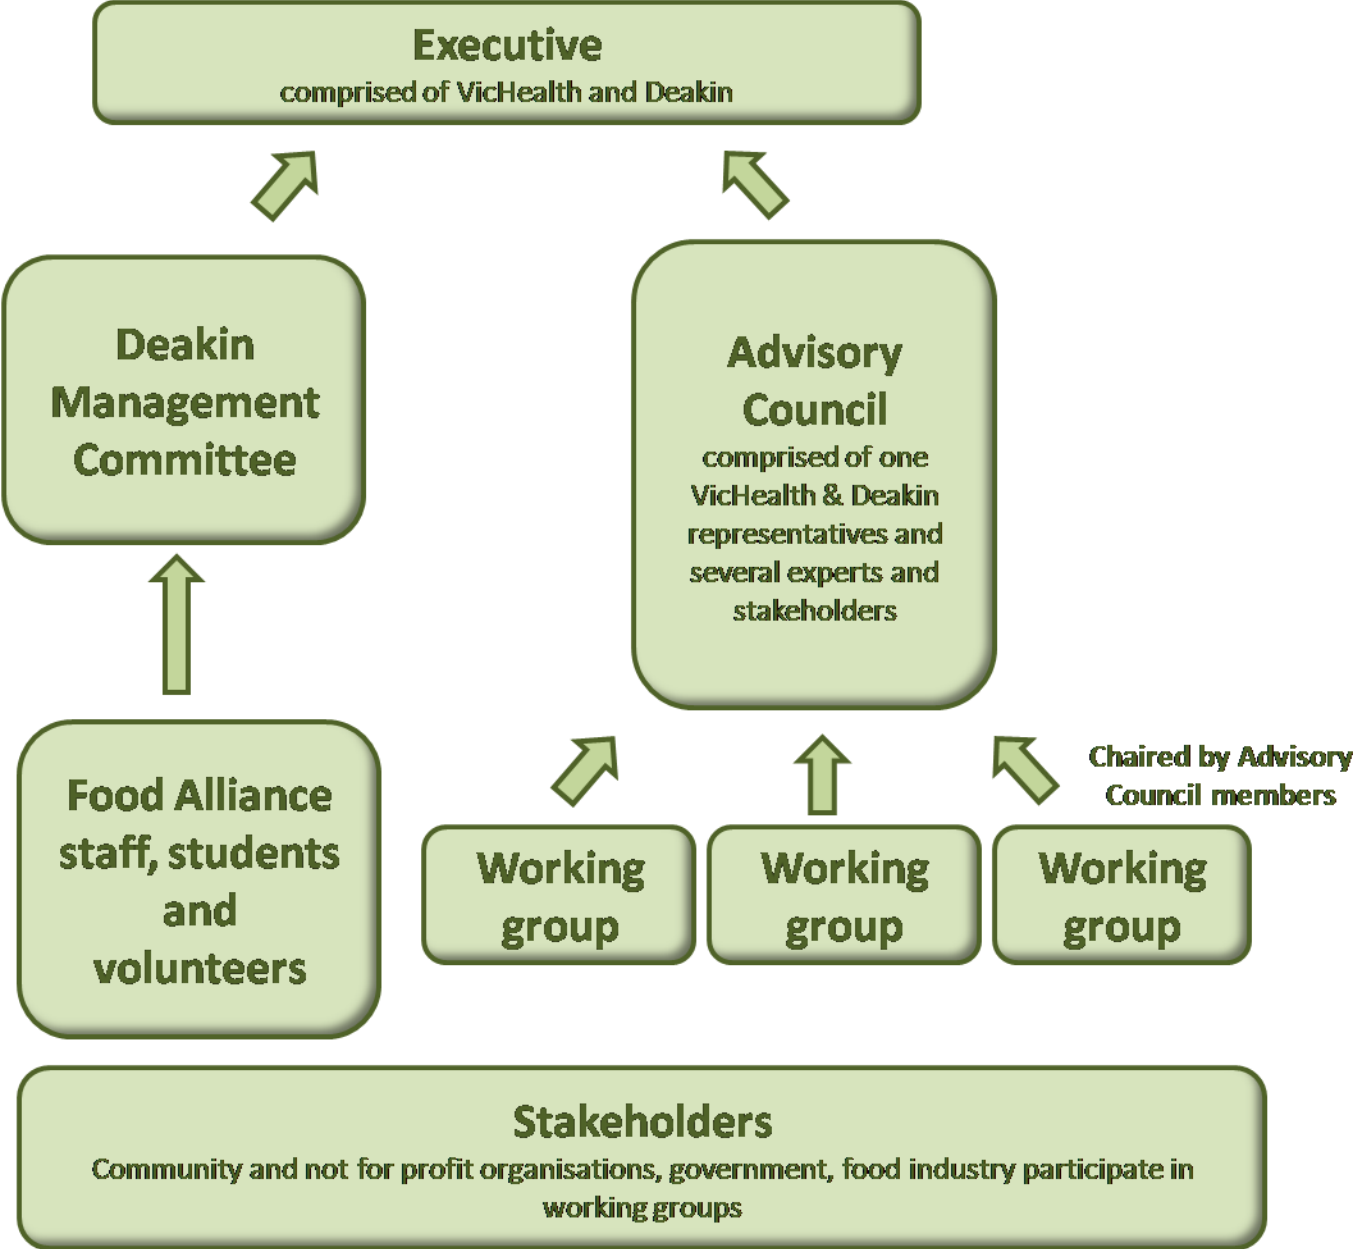 Executive
comprised of VicHealth and Deakin
Deakin
Management
Committee
Advisory
Council
comprised of one
VicHealth & Deakin
representatives and
several experts and
stakeholders
Food Alliance
staff, students
and
volunteers
Chaired by Advisory
Council members
Working
group
Working
group
Working
group
Stakeholders
Community and not for profit organisations, government, food industry participate in
working groups